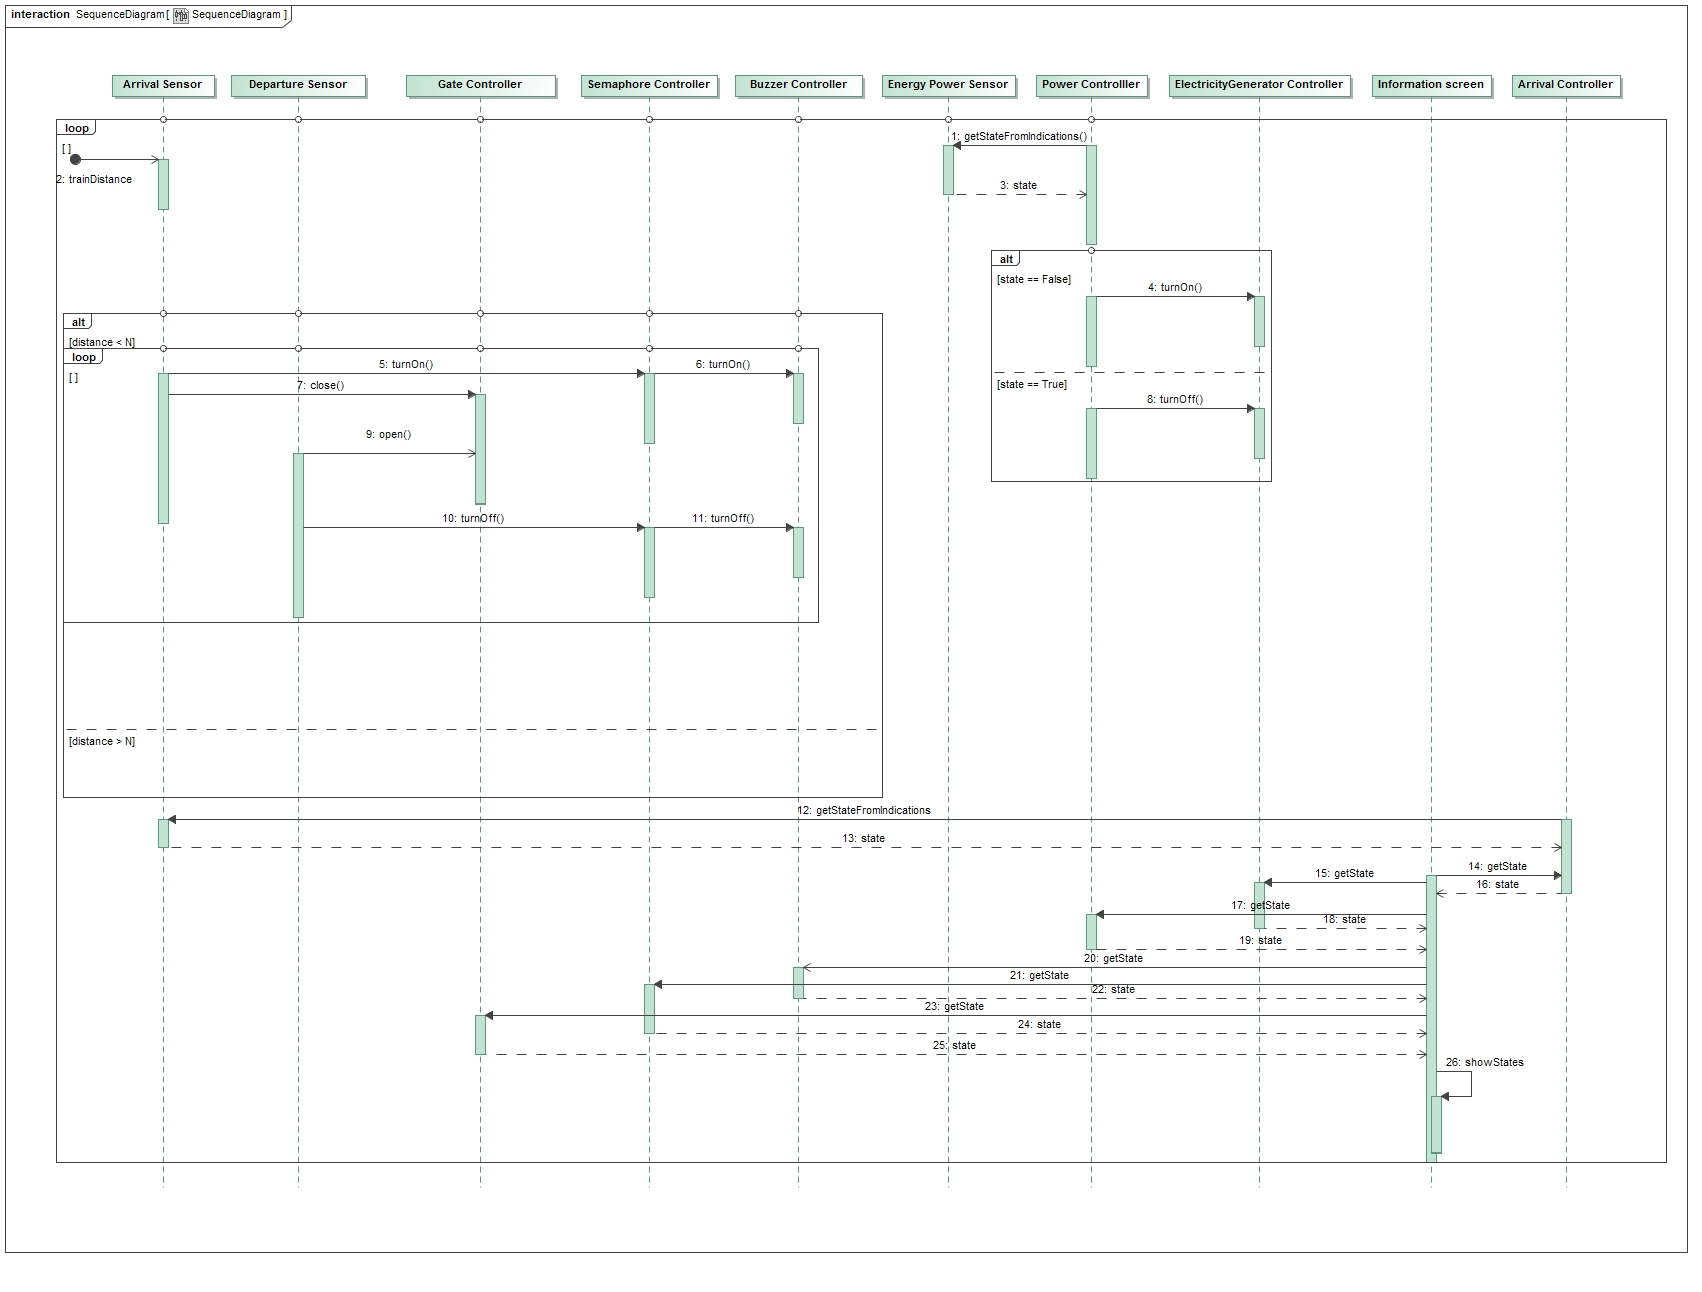 interaction SequenceDiagram[ SequenceDiagram ]
Arrival Sensor
Departure Sensor
Gate Controller
Semaphore Controller
Buzzer Controller
Energy Power Sensor
Power Controlller
ElectricityGenerator Controller
Information screen
Arrival Controller
loop
[ ]
1: getStateFromIndications()
2: trainDistance
3: state
alt
[state == False]
4: turnOn()
alt
[distance < N]
loop
[ ]
5: turnOn()
6: turnOn()
7: close()
[state == True]
8: turnOff()
9: open()
10: turnOff()
11: turnOff()
[distance > N]
12: getStateFromIndications
13: state
14: getState
15: getState
16: state
17: getState
18: state
19: state
20: getState
21: getState
22: state
23: getState
24: state
25: state
26: showStates